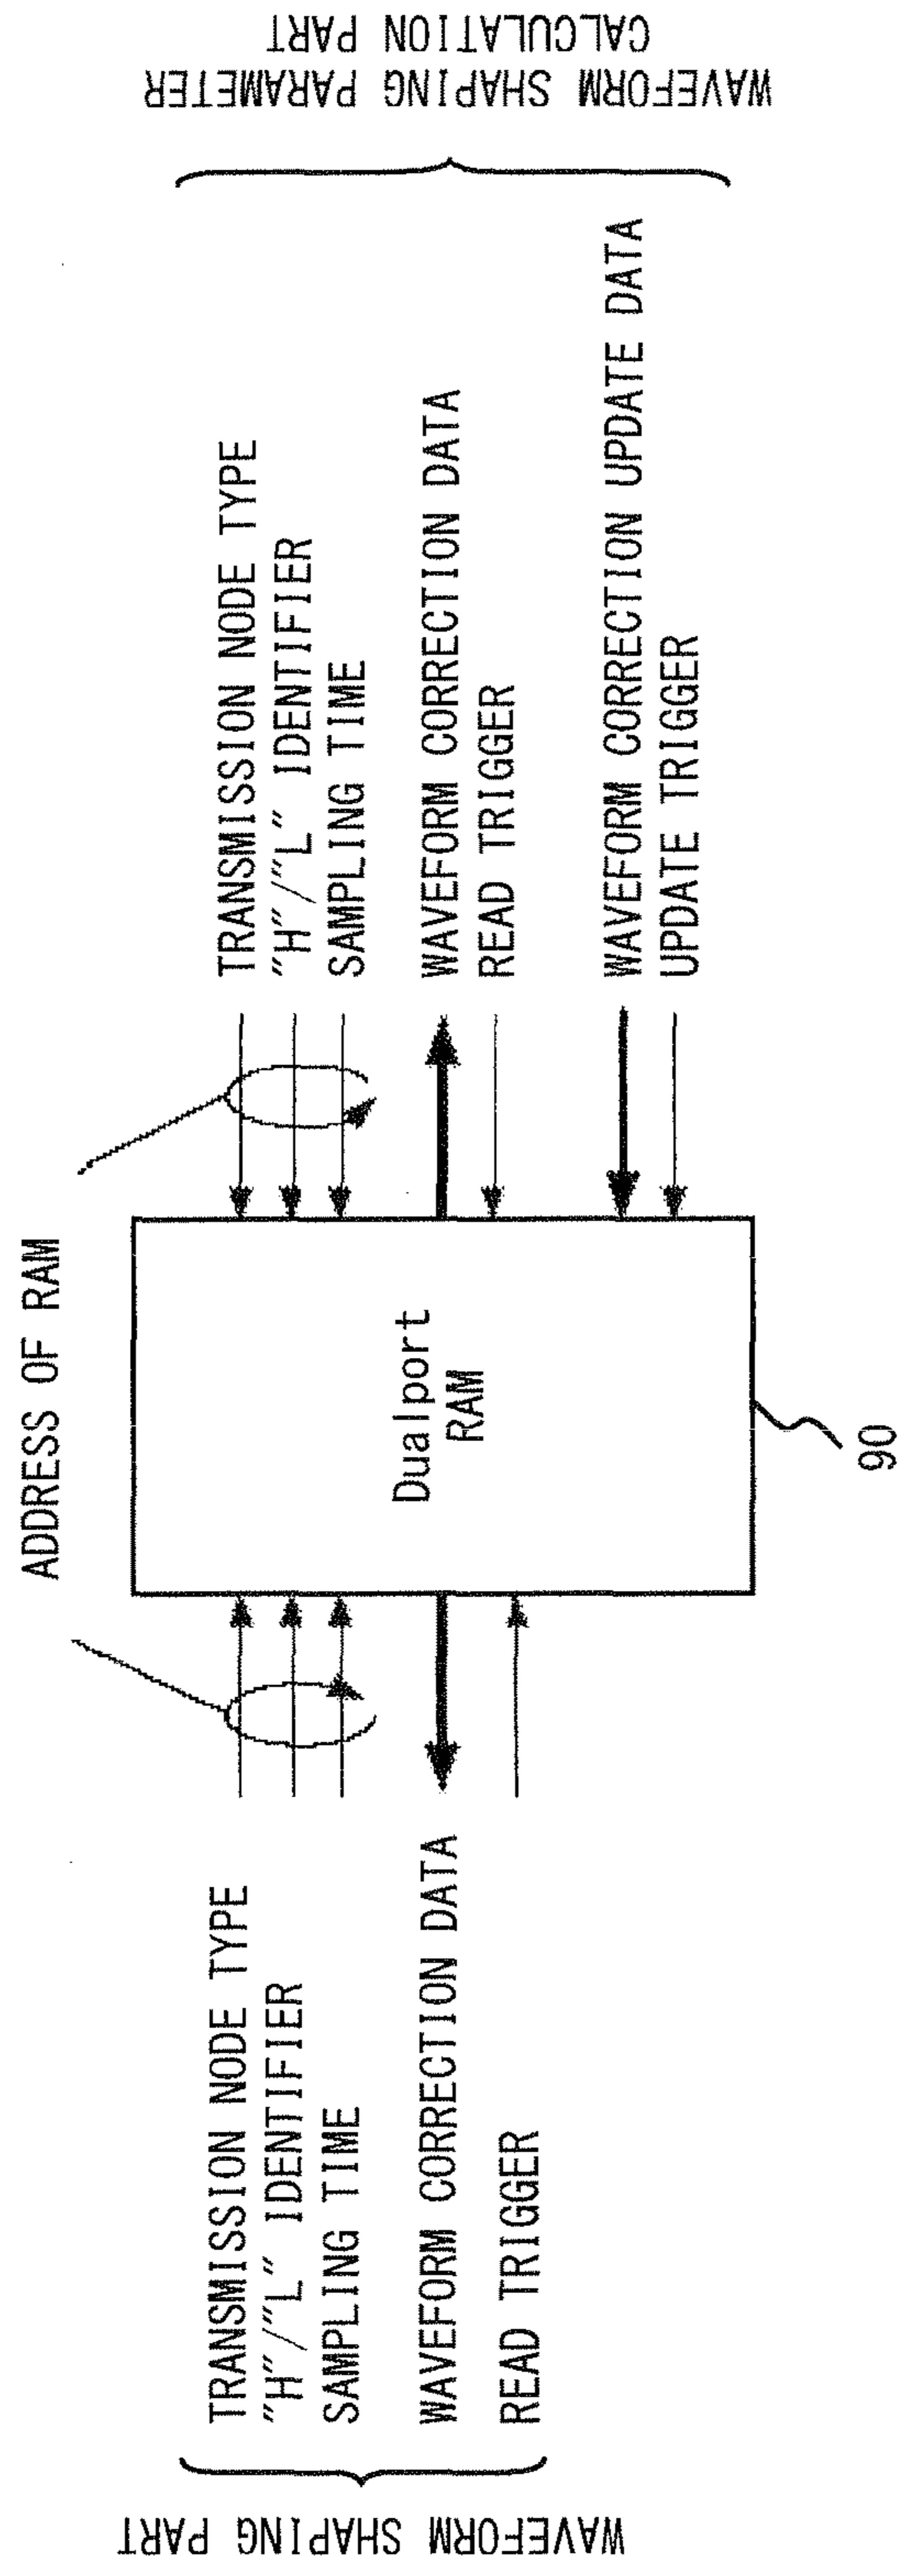 ADDRESS OF RAM
WAVEFORM SHAPING PART
TRANSMISSION NODE TYPE
"H"/"L" IDENTIFIER
SAMPLING TIME
WAVEFORM CORRECTION DATA
READ TRIGGER
Dualport
RAM
90
TRANSMISSION NODE TYPE
"H"/"L" IDENTIFIER
SAMPLING TIME
WAVEFORM CORRECTION DATA
READ TRIGGER
WAVEFORM CORRECTION UPDATE DATA
UPDATE TRIGGER
WAVEFORM SHAPING PARAMETER
CALCULATION PART